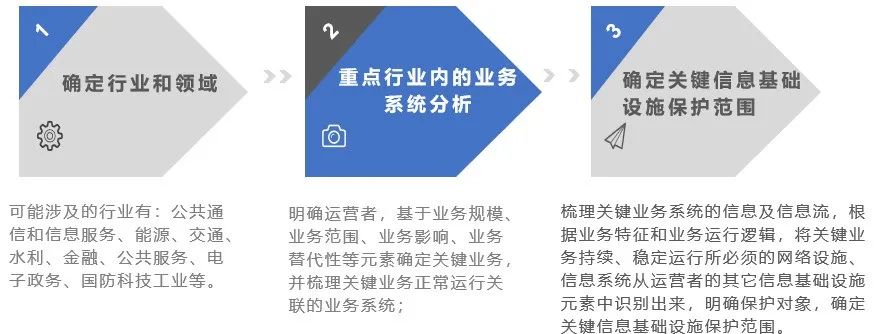 1
确定行业和领域
可能涉及的行业有：公共通
信和信息服务、能源、交通、
水利、金融、公共服务、电
子政务、国防科技工业等。
2
重点行业内的业务
系统分析
明确运营者，基于业务规模、
业务范围、业务影响、业务
替代性等元素确定关键业务，
并梳理关键业务正常运行关
联的业务系统；
3
确定关键信息基础
设施保护范围
梳理关键业务系统的信息及信息流，根
据业务特征和业务运行逻辑，将关键业
务持续、稳定运行所必须的网络设施、
信息系统从运营者的其它信息基础设施
元素中识别出来，明确保护对象，确定
关键信息基础设施保护范围。